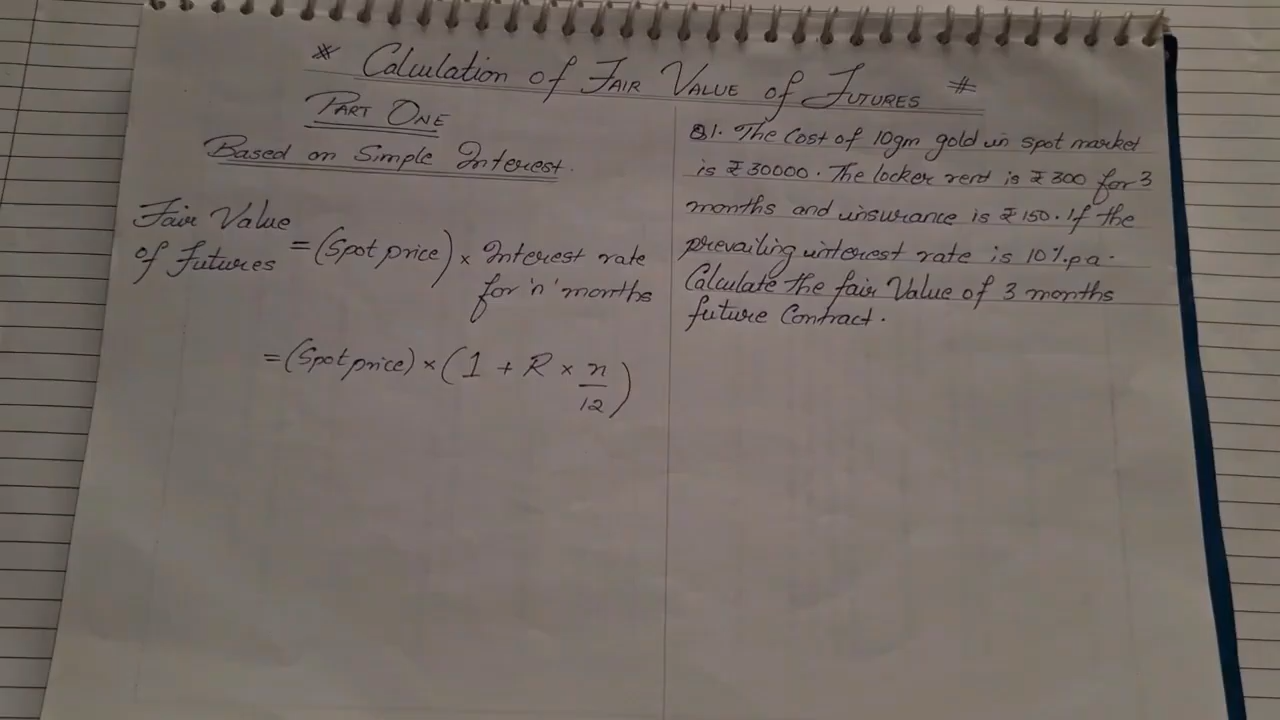 * Calculation of FAIR VALUE of FUTURES #
PART ONE
Based on Simple Interest.
Fair Value
of Futures = (Spot price) × Interest rate
for 'n' months
= (Spot price) × (1 + R × n
12)
Q1. The Cost of 10gm gold in spot market
is ₹30000. The locker rent is ₹300 for 3
months and insurance is ₹150. If the
prevailing interest rate is 10%.pa.
Calculate the fair Value of 3 months
future Contract.